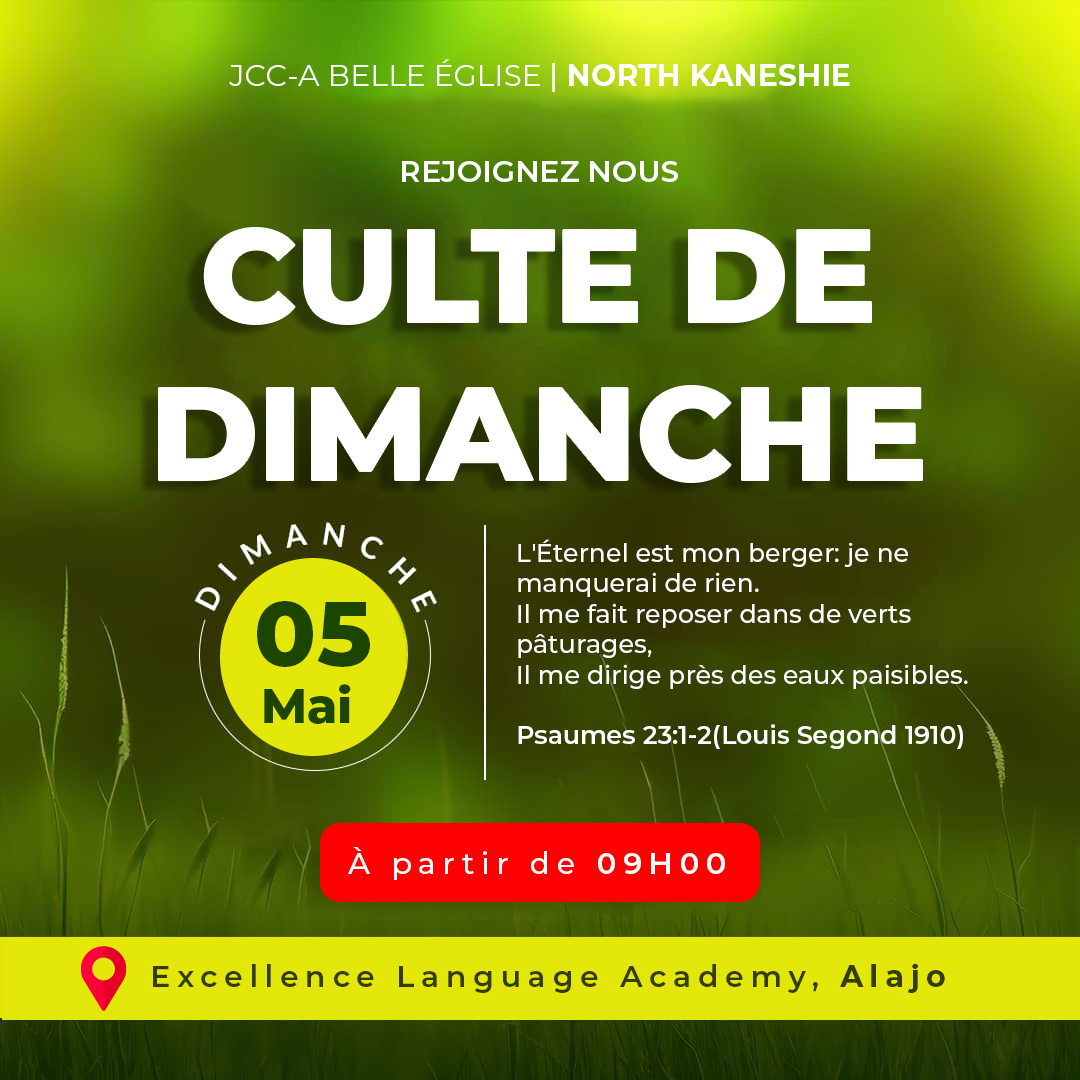 JCC-A BELLE ÉGLISE | NORTH KANESHIE
REJOIGNEZ NOUS
CULTE DE
DIMANCHE
DIMANCHE
05
Mai
L'Éternel est mon berger: je ne
manquerai de rien.
Il me fait reposer dans de verts
pâturages,
Il me dirige près des eaux paisibles.
Psaumes 23:1-2(Louis Segond 1910)
À partir de 09H00
Excellence Language Academy, Alajo